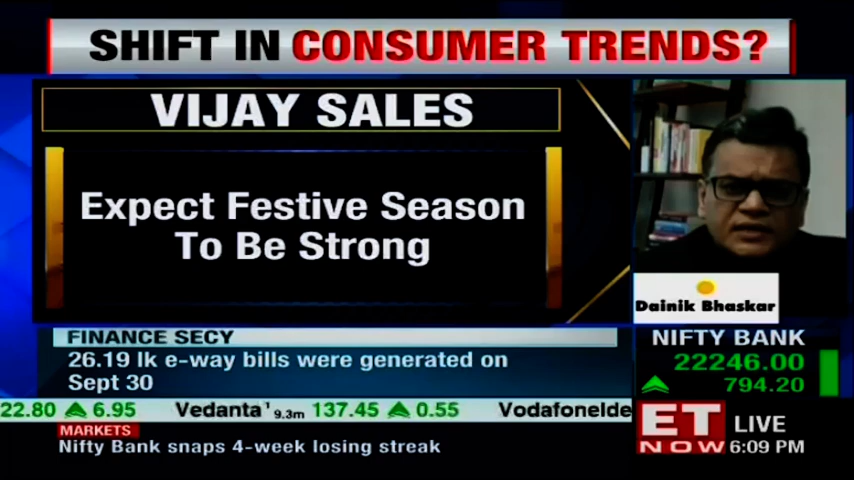 SHIFT IN CONSUMER TRENDS?
VIJAY SALES
Expect Festive Season
To Be Strong
Dainik Bhaskar
FINANCE SECY
26.19 lk e-way bills were generated on
Sept 30
NIFTY BANK
22246.00
794.20
22.80 6.95 Vedanta 9.3m 137.45 0.55 VodafoneIde
MARKETS
Nifty Bank snaps 4-week losing streak
ET
NOW
LIVE
6:09 PM